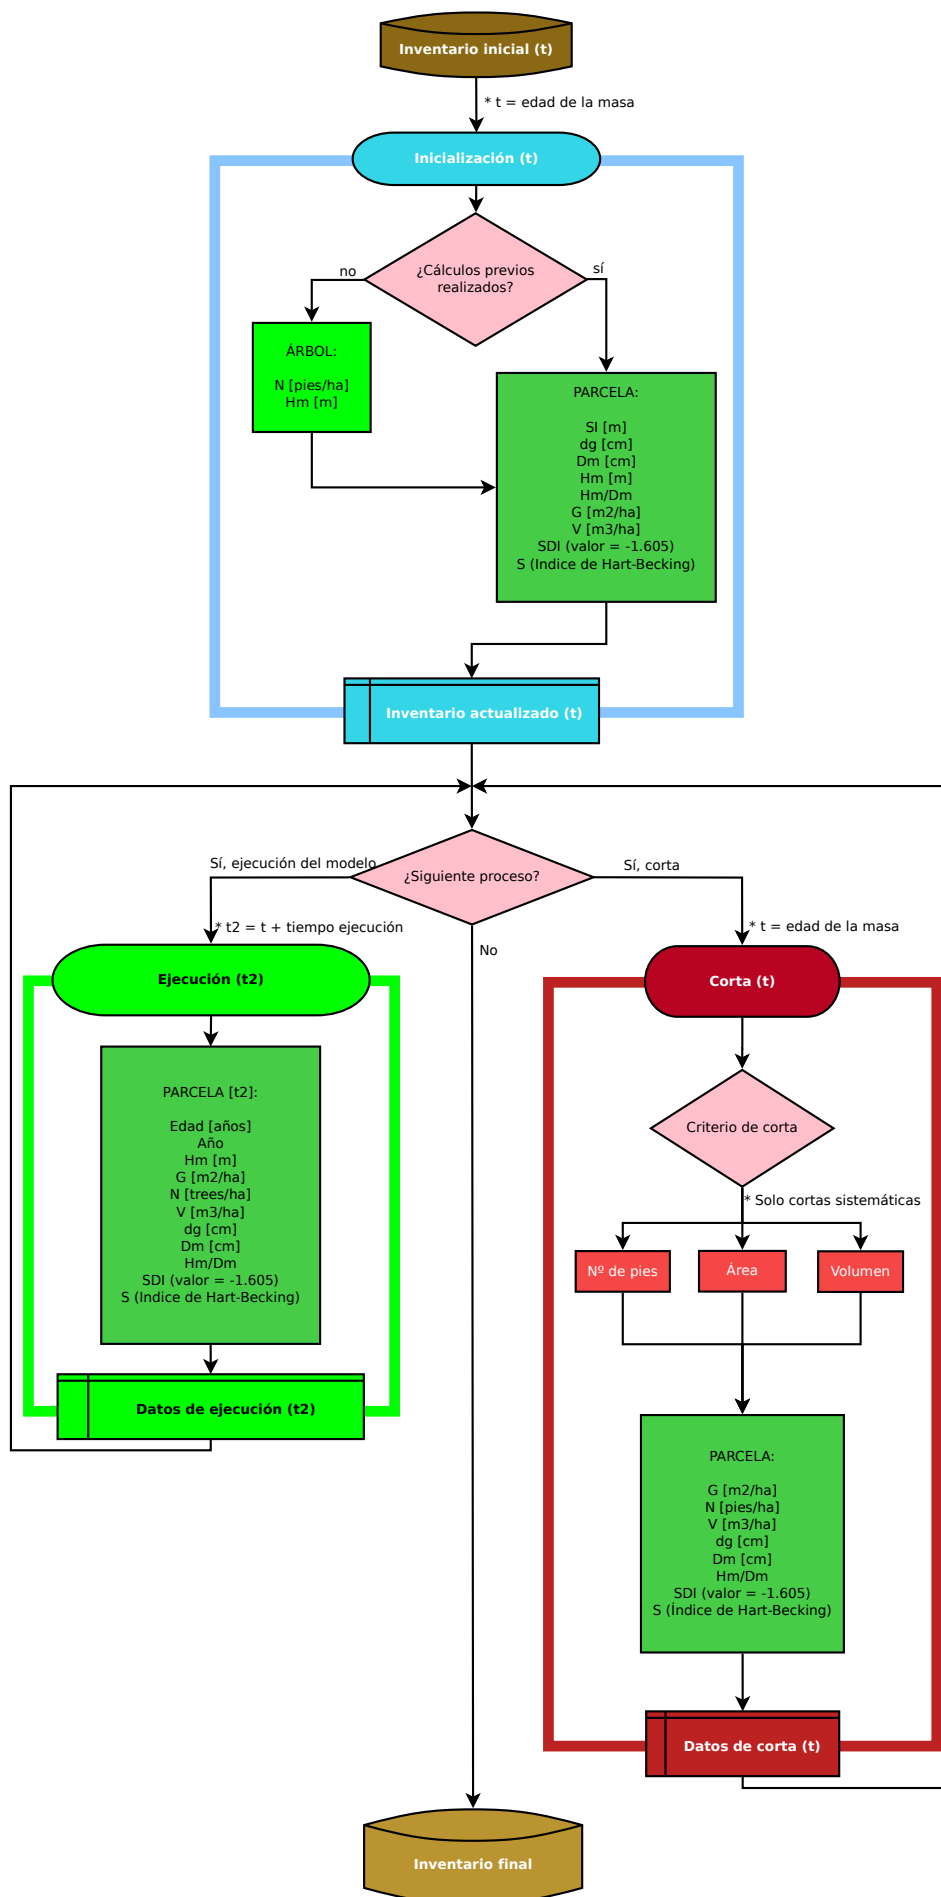 Inventario inicial (t)
* t = edad de la masa
Inicialización (t)
¿Cálculos previos
realizados?
no
sí
ÁRBOL:
N [pies/ha]
Hm [m]
PARCELA:
SI [m]
dg [cm]
Dm [cm]
Hm [m]
Hm/Dm
G [m2/ha]
V [m3/ha]
SDI (valor = -1.605)
S (Indice de Hart-Becking)
Inventario actualizado (t)
¿Siguiente proceso?
Sí, ejecución del modelo
Sí, corta
No
* t2 = t + tiempo ejecución
Ejecución (t2)
PARCELA [t2]:
Edad [años]
Año
Hm [m]
G [m2/ha]
N [trees/ha]
V [m3/ha]
dg [cm]
Dm [cm]
Hm/Dm
SDI (valor = -1.605)
S (Indice de Hart-Becking)
Datos de ejecución (t2)
* t = edad de la masa
Corta (t)
Criterio de corta
* Solo cortas sistemáticas
Nº de pies
Área
Volumen
PARCELA:
G [m2/ha]
N [pies/ha]
V [m3/ha]
dg [cm]
Dm [cm]
Hm/Dm
SDI (valor = -1.605)
S (Índice de Hart-Becking)
Datos de corta (t)
Inventario final